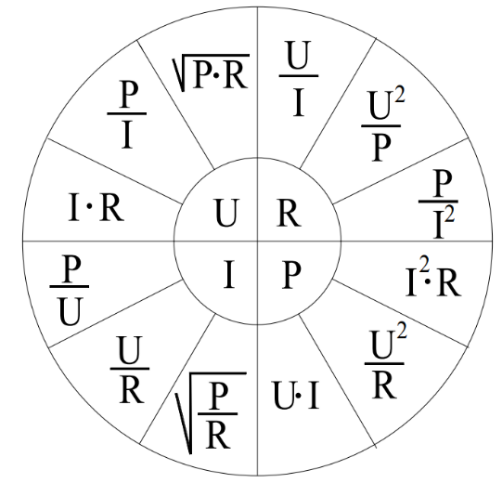 √P·R
U/I
P/I
U²/P
I·R
P/I²
U
R
I
P
P/U
I²·R
U/R
U²/R
√P/R
U·I